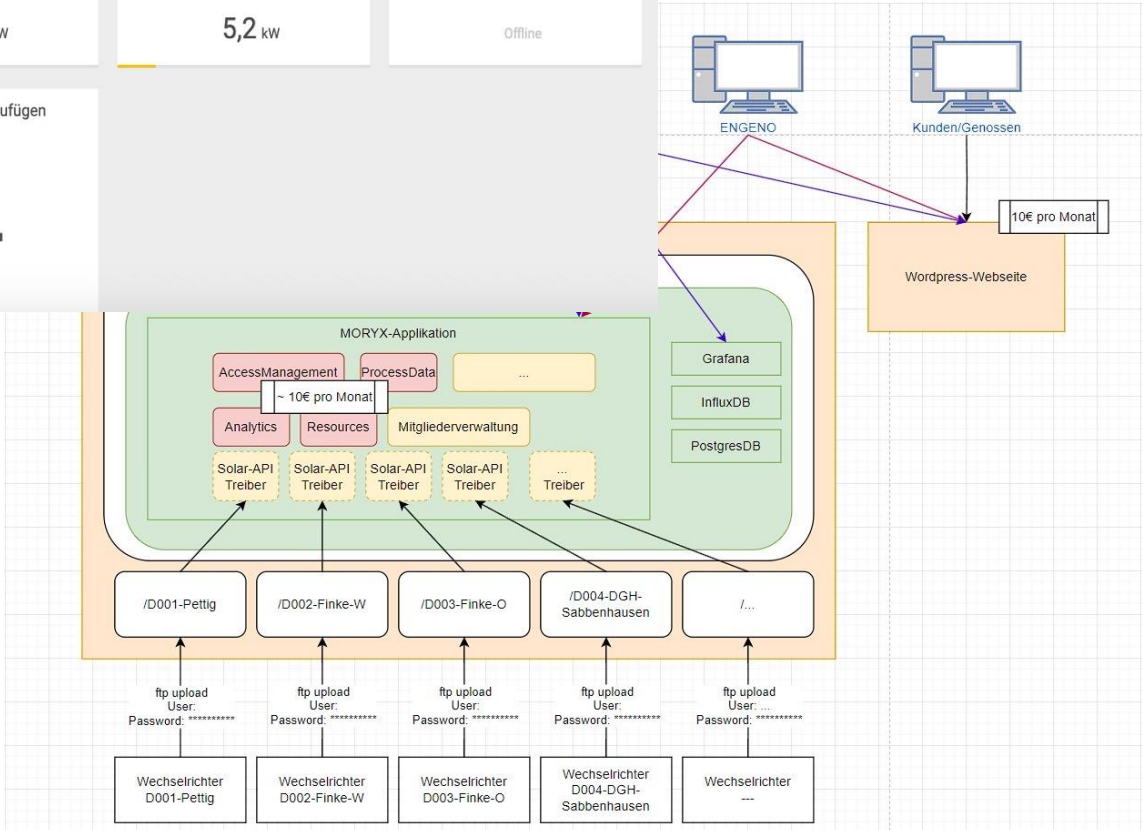 W
5,2 kW
Offline
ufügen
ENGENO
Kunden/Genossen
10€ pro Monat
Wordpress-Webseite
MORYX-Applikation
AccessManagement
ProcessData
...
~ 10€ pro Monat
Analytics
Resources
Mitgliederverwaltung
Solar-API
Treiber
Solar-API
Treiber
Solar-API
Treiber
Solar-API
Treiber
...
Treiber
Grafana
InfluxDB
PostgresDB
/D001-Pettig
/D002-Finke-W
/D003-Finke-O
/D004-DGH-
Sabbenhausen
/...
ftp upload
User:
Password: **********
ftp upload
User:
Password: **********
ftp upload
User:
Password: **********
ftp upload
User:
Password: **********
ftp upload
User: ...
Password: **********
Wechselrichter
D001-Pettig
Wechselrichter
D002-Finke-W
Wechselrichter
D003-Finke-O
Wechselrichter
D004-DGH-
Sabbenhausen
Wechselrichter
---